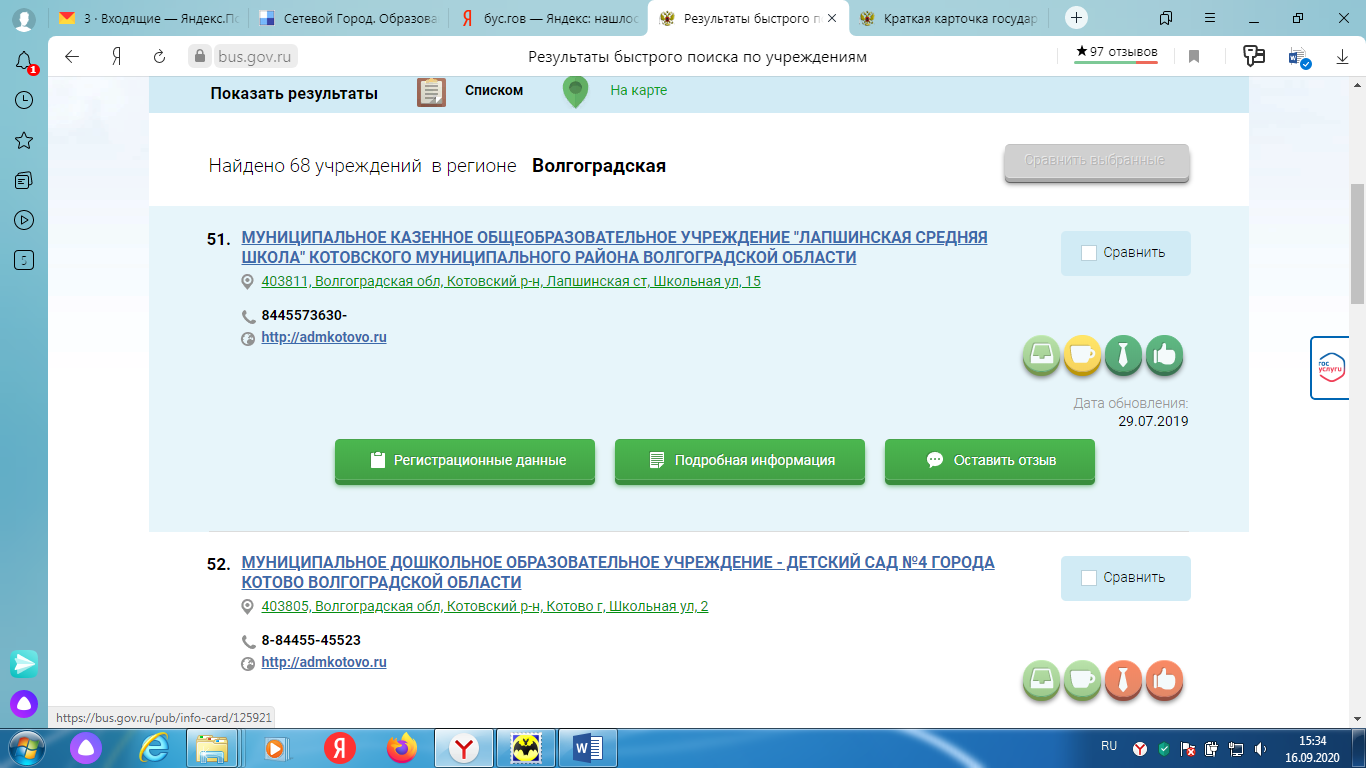 3 · Входящие — Яндекс.По
Сетевой Город. Образова
бус.гов — Яндекс: нашлос
Результаты быстрого п
Краткая карточка государ
1
bus.gov.ru
Результаты быстрого поиска по учреждениям
★97 отзывов
Показать результаты
Списком
На карте
Найдено 68 учреждений в регионе Волгоградская
Сравнить выбранные
51. МУНИЦИПАЛЬНОЕ КАЗЕННОЕ ОБЩЕОБРАЗОВАТЕЛЬНОЕ УЧРЕЖДЕНИЕ "ЛАПШИНСКАЯ СРЕДНЯЯ
ШКОЛА" КОТОВСКОГО МУНИЦИПАЛЬНОГО РАЙОНА ВОЛГОГРАДСКОЙ ОБЛАСТИ
Сравнить
403811, Волгоградская обл, Котовский р-н, Лапшинская ст, Школьная ул, 15
8445573630-
http://admkotovo.ru
гос
услуги
Дата обновления:
29.07.2019
Регистрационные данные
Подробная информация
Оставить отзыв
52. МУНИЦИПАЛЬНОЕ ДОШКОЛЬНОЕ ОБРАЗОВАТЕЛЬНОЕ УЧРЕЖДЕНИЕ - ДЕТСКИЙ САД №4 ГОРОДА
КОТОВО ВОЛГОГРАДСКОЙ ОБЛАСТИ
Сравнить
403805, Волгоградская обл, Котовский р-н, Котово г, Школьная ул, 2
8-84455-45523
http://admkotovo.ru
https://bus.gov.ru/pub/info-card/125921
5
RU
15:34
16.09.2020